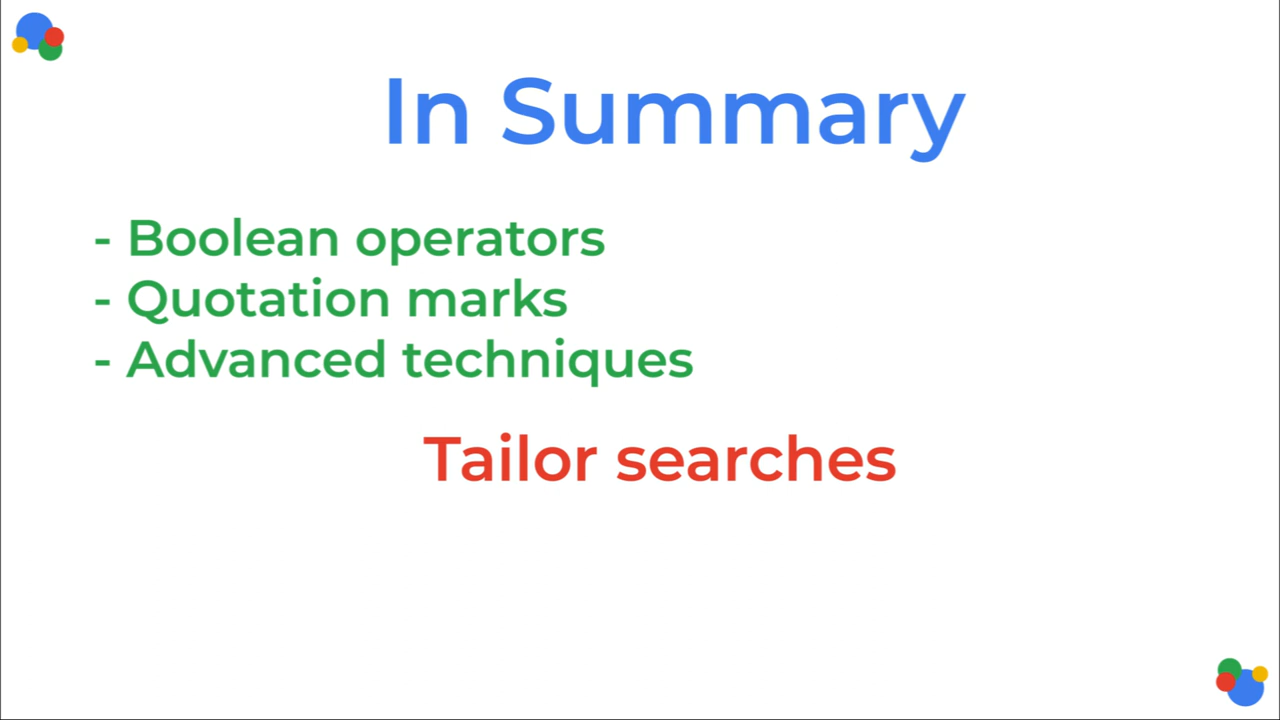 In Summary
- Boolean operators
- Quotation marks
- Advanced techniques
Tailor searches